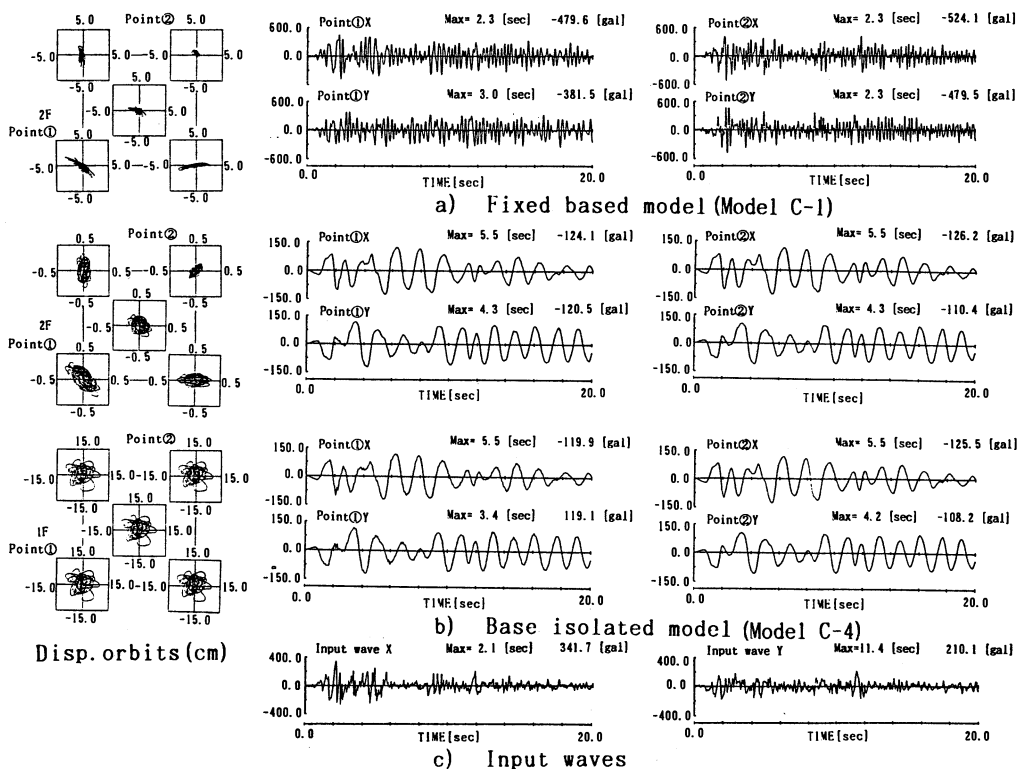 Point②
5.0 5.0
-5.0 5.0
-5.0 5.0 -5.0
2F -5.0
Point① 5.0 -5.0 5.0
-5.0 5.0 -5.0 5.0
-5.0 -5.0
Point①X Max= 2.3 [sec] -479.6 [gal]
600.0
0.0
-600.0
Point①Y Max= 3.0 [sec] -381.5 [gal]
600.0
0.0
-600.0
0.0 20.0
TIME[sec]
Point②X Max= 2.3 [sec] -524.1 [gal]
600.0
0.0
-600.0
Point②Y Max= 2.3 [sec] -479.5 [gal]
600.0
0.0
-600.0
0.0 20.0
TIME[sec]
a) Fixed based model(Model C-1)
Point②
0.5 0.5
-0.5 0.5 -0.5 0.5
-0.5 0.5 -0.5
2F -0.5
Point① 0.5 -0.5 0.5
-0.5 0.5 -0.5 0.5
-0.5 -0.5
Point①X Max= 5.5 [sec] -124.1 [gal]
150.0
0.0
-150.0
Point①Y Max= 4.3 [sec] -120.5 [gal]
150.0
0.0
-150.0
0.0 20.0
TIME[sec]
Point②X Max= 5.5 [sec] -126.2 [gal]
150.0
0.0
-150.0
Point②Y Max= 4.3 [sec] -110.4 [gal]
150.0
0.0
-150.0
0.0 20.0
TIME[sec]
15.0 Point② 15.0
-15.0 15.0 -15.0 15.0
-15.0 15.0 -15.0
1F -15.0
Point① 15.0 -15.0 15.0
-15.0 15.0 -15.0 15.0
-15.0 -15.0
Point①X Max= 5.5 [sec] -119.9 [gal]
150.0
0.0
-150.0
Point①Y Max= 3.4 [sec] 119.1 [gal]
150.0
0.0
0.0 20.0
TIME[sec]
Point②X Max= 5.5 [sec] -125.5 [gal]
150.0
0.0
-150.0
Point②Y Max= 4.2 [sec] -108.2 [gal]
150.0
0.0
-150.0
0.0 20.0
TIME[sec]
b) Base isolated model (Model C-4)
Disp.orbits(cm)
Input wave X Max= 2.1 [sec] 341.7 [gal]
400.0
0.0
-400.0
0.0 20.0
TIME[sec]
Input wave Y Max=11.4 [sec] 210.1 [gal]
400.0
0.0
-400.0
0.0 20.0
TIME[sec]
c) Input waves